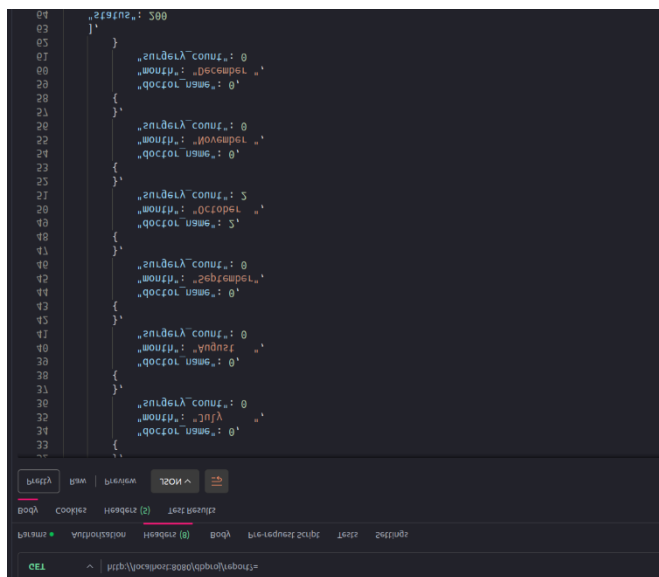 GET http://localhost:8080/dbproj/report?=
Params Authorization Headers (8) Body Pre-request Script Tests Settings
Body Cookies Headers (5) Test Results
Pretty Raw Preview JSON
33 {
34 "doctor_name": 0,
35 "month": "July     ",
36 "surgery_count": 0
37 },
38 {
39 "doctor_name": 0,
40 "month": "August   ",
41 "surgery_count": 0
42 },
43 {
44 "doctor_name": 0,
45 "month": "September",
46 "surgery_count": 0
47 },
48 {
49 "doctor_name": 2,
50 "month": "October  ",
51 "surgery_count": 2
52 },
53 {
54 "doctor_name": 0,
55 "month": "November ",
56 "surgery_count": 0
57 },
58 {
59 "doctor_name": 0,
60 "month": "December ",
61 "surgery_count": 0
62 }
63 ],
64 "status": 200